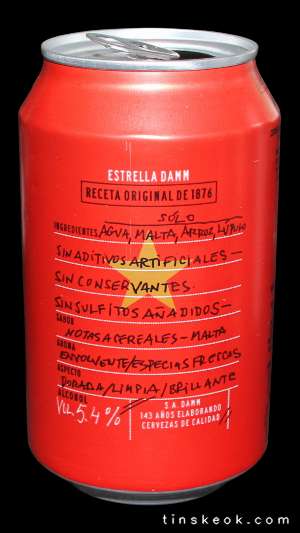 ESTRELLA DAMM
RECETA ORIGINAL DE 1876
SÓLO
INGREDIENTES AGUA, MALTA, ARROZ, LÚPULO
SIN ADITIVOS ARTIFICIALES –
SIN CONSERVANTES.
SIN SULFITOS AÑADIDOS –
SABOR
NOTAS A CEREALES – MALTA
AROMA
ENVOLVENTE/ESPECIAS FRESCAS
ASPECTO
DORADA/LIMPIA/BRILLANTE
ALCOHOL
VOL 5.4%
S.A. DAMM
143 AÑOS ELABORANDO
CERVEZAS DE CALIDAD
tinskeok.com